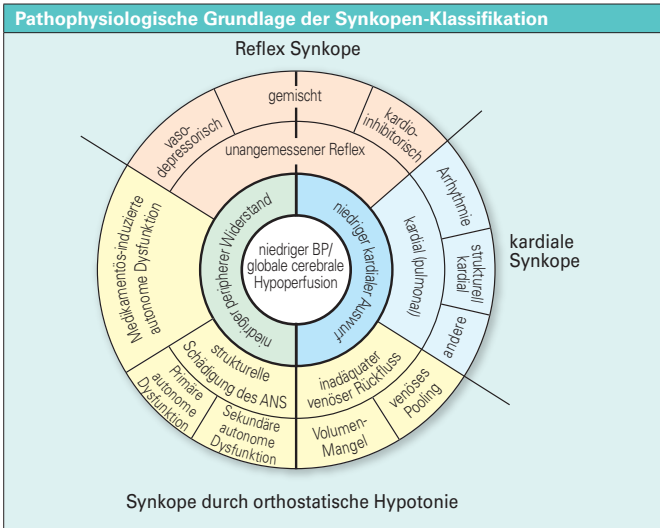 Pathophysiologische Grundlage der Synkopen-Klassifikation
Reflex Synkope
vaso-
depressorisch
gemischt
kardio-
inhibitorisch
unangemessener Reflex
Medikamentös-induzierte
autonome Dysfunktion
niedriger peripherer Widerstand
niedriger BP/
globale cerebrale
Hypoperfusion
niedriger kardialer Auswurf
kardial (pulmonal)
Arrhythmie
strukturell
kardial
andere
kardiale
Synkope
strukturelle
Schädigung des ANS
Primäre
autonome
Dysfunktion
Sekundäre
autonome
Dysfunktion
inadäquater
venöser Rückfluss
Volumen-
Mangel
venöses
Pooling
Synkope durch orthostatische Hypotonie